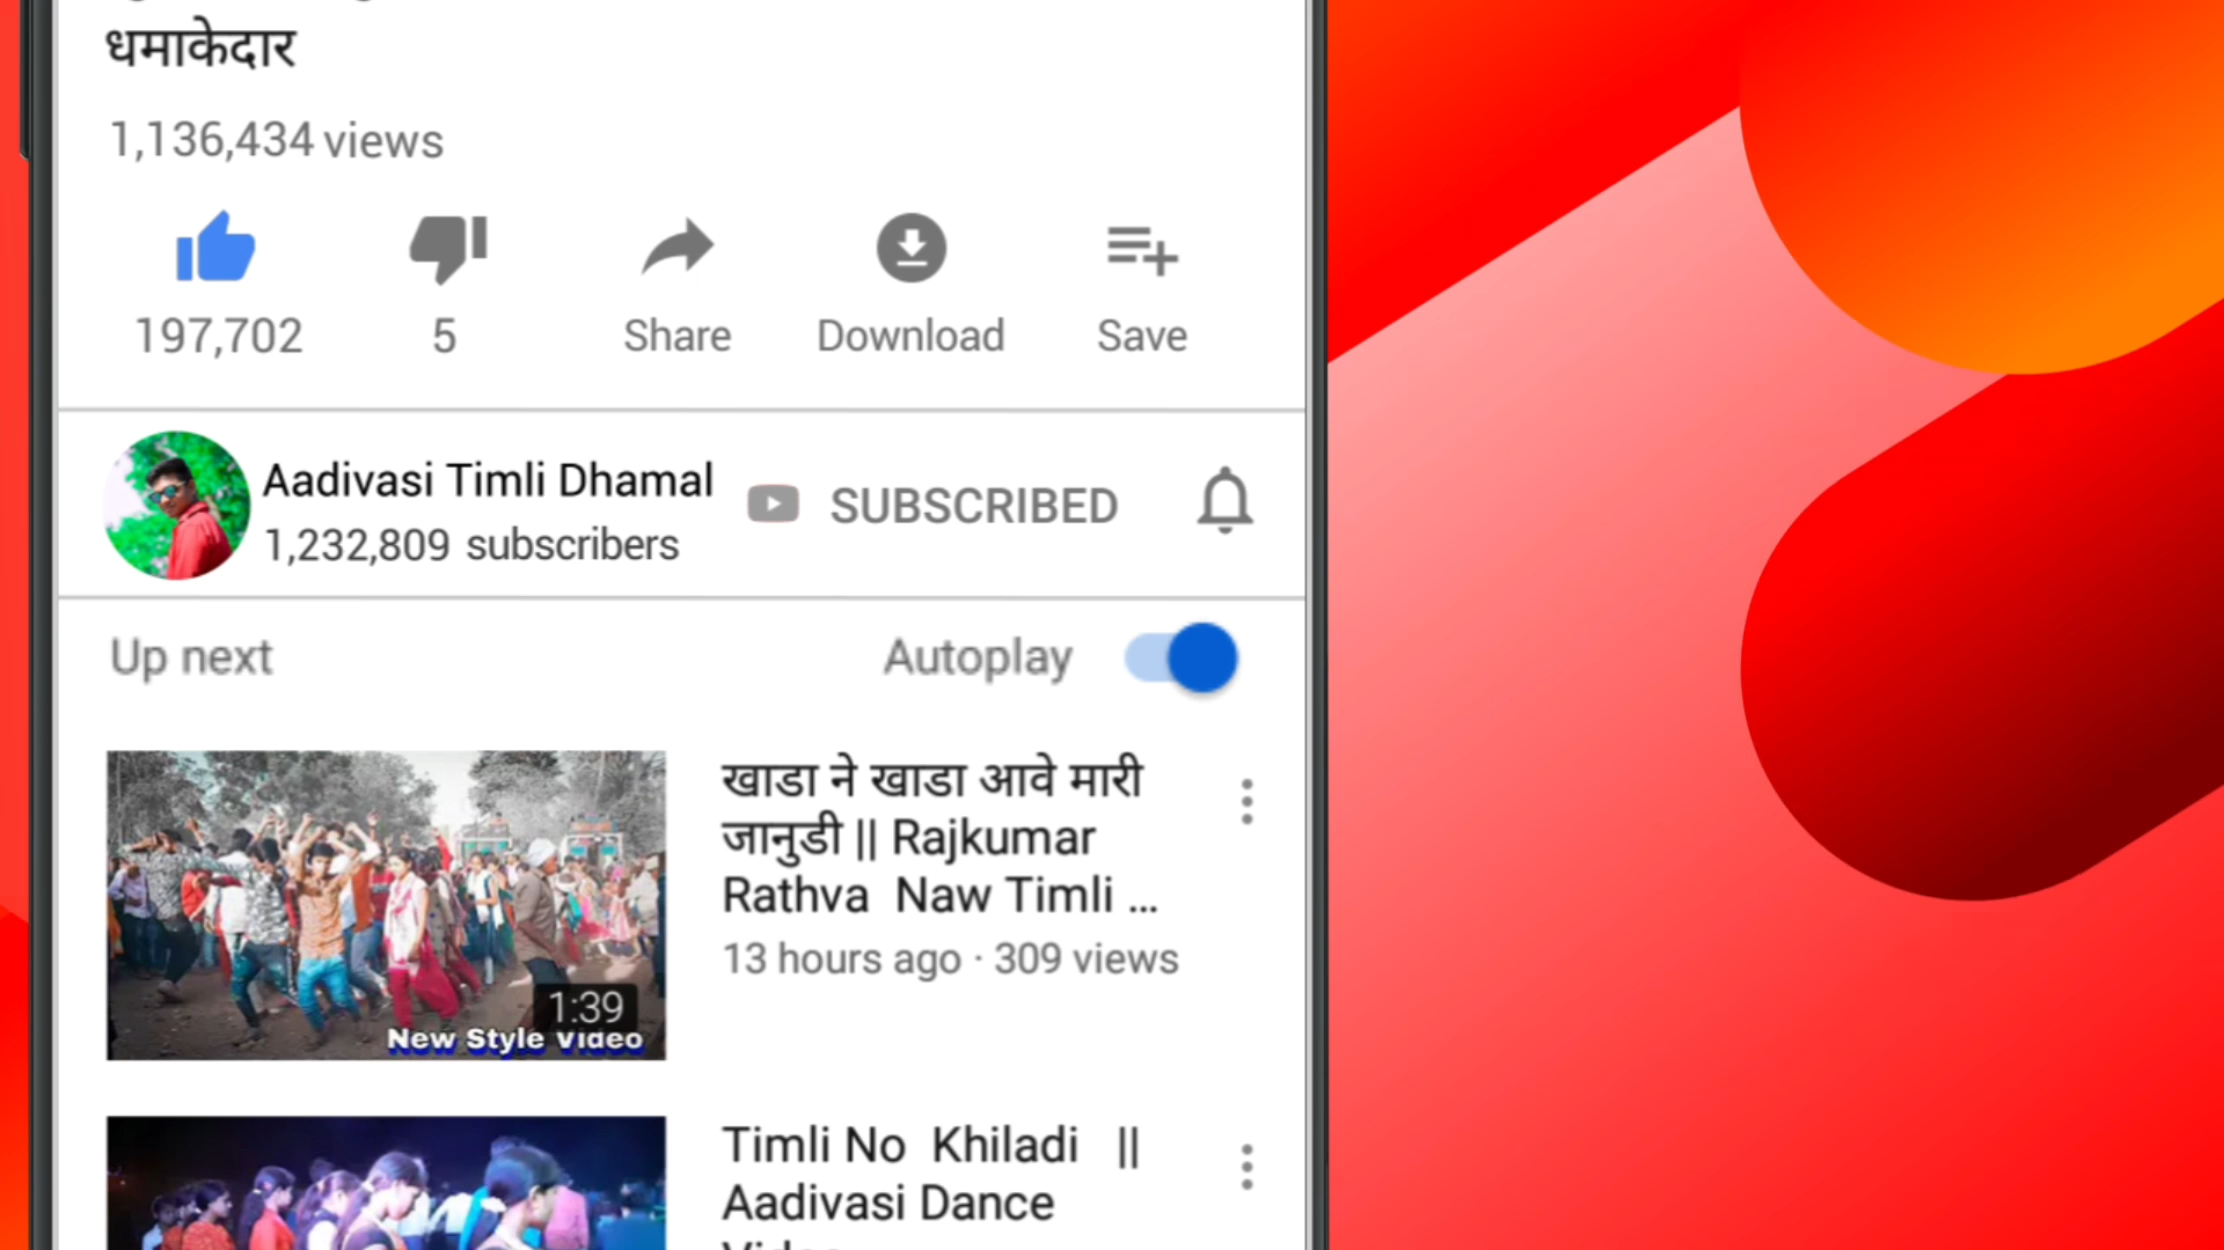 धमाकेदार
1,136,434 views
197,702 5 Share Download Save
Aadivasi Timli Dhamal
1,232,809 subscribers
SUBSCRIBED
Up next Autoplay
खाडा ने खाडा आवे मारी
जानुडी || Rajkumar
Rathva Naw Timli ...
13 hours ago · 309 views
1:39
New Style Video
Timli No Khiladi ||
Aadivasi Dance